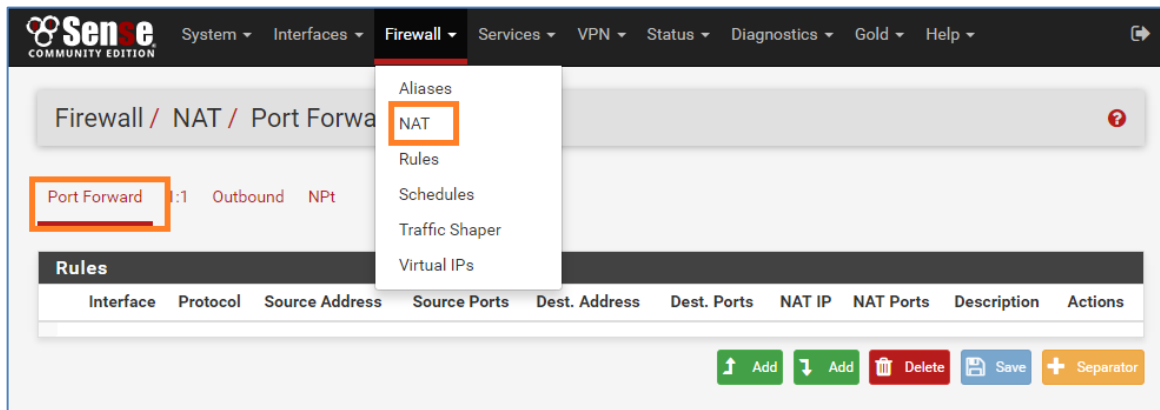 Sense
COMMUNITY EDITION
System Interfaces Firewall Services VPN Status Diagnostics Gold Help
Aliases
NAT
Rules
Schedules
Traffic Shaper
Virtual IPs
Firewall / NAT / Port Forwa
Port Forward :1 Outbound NPt
Rules
Interface Protocol Source Address Source Ports Dest. Address Dest. Ports NAT IP NAT Ports Description Actions
Add Add Delete Save Separator